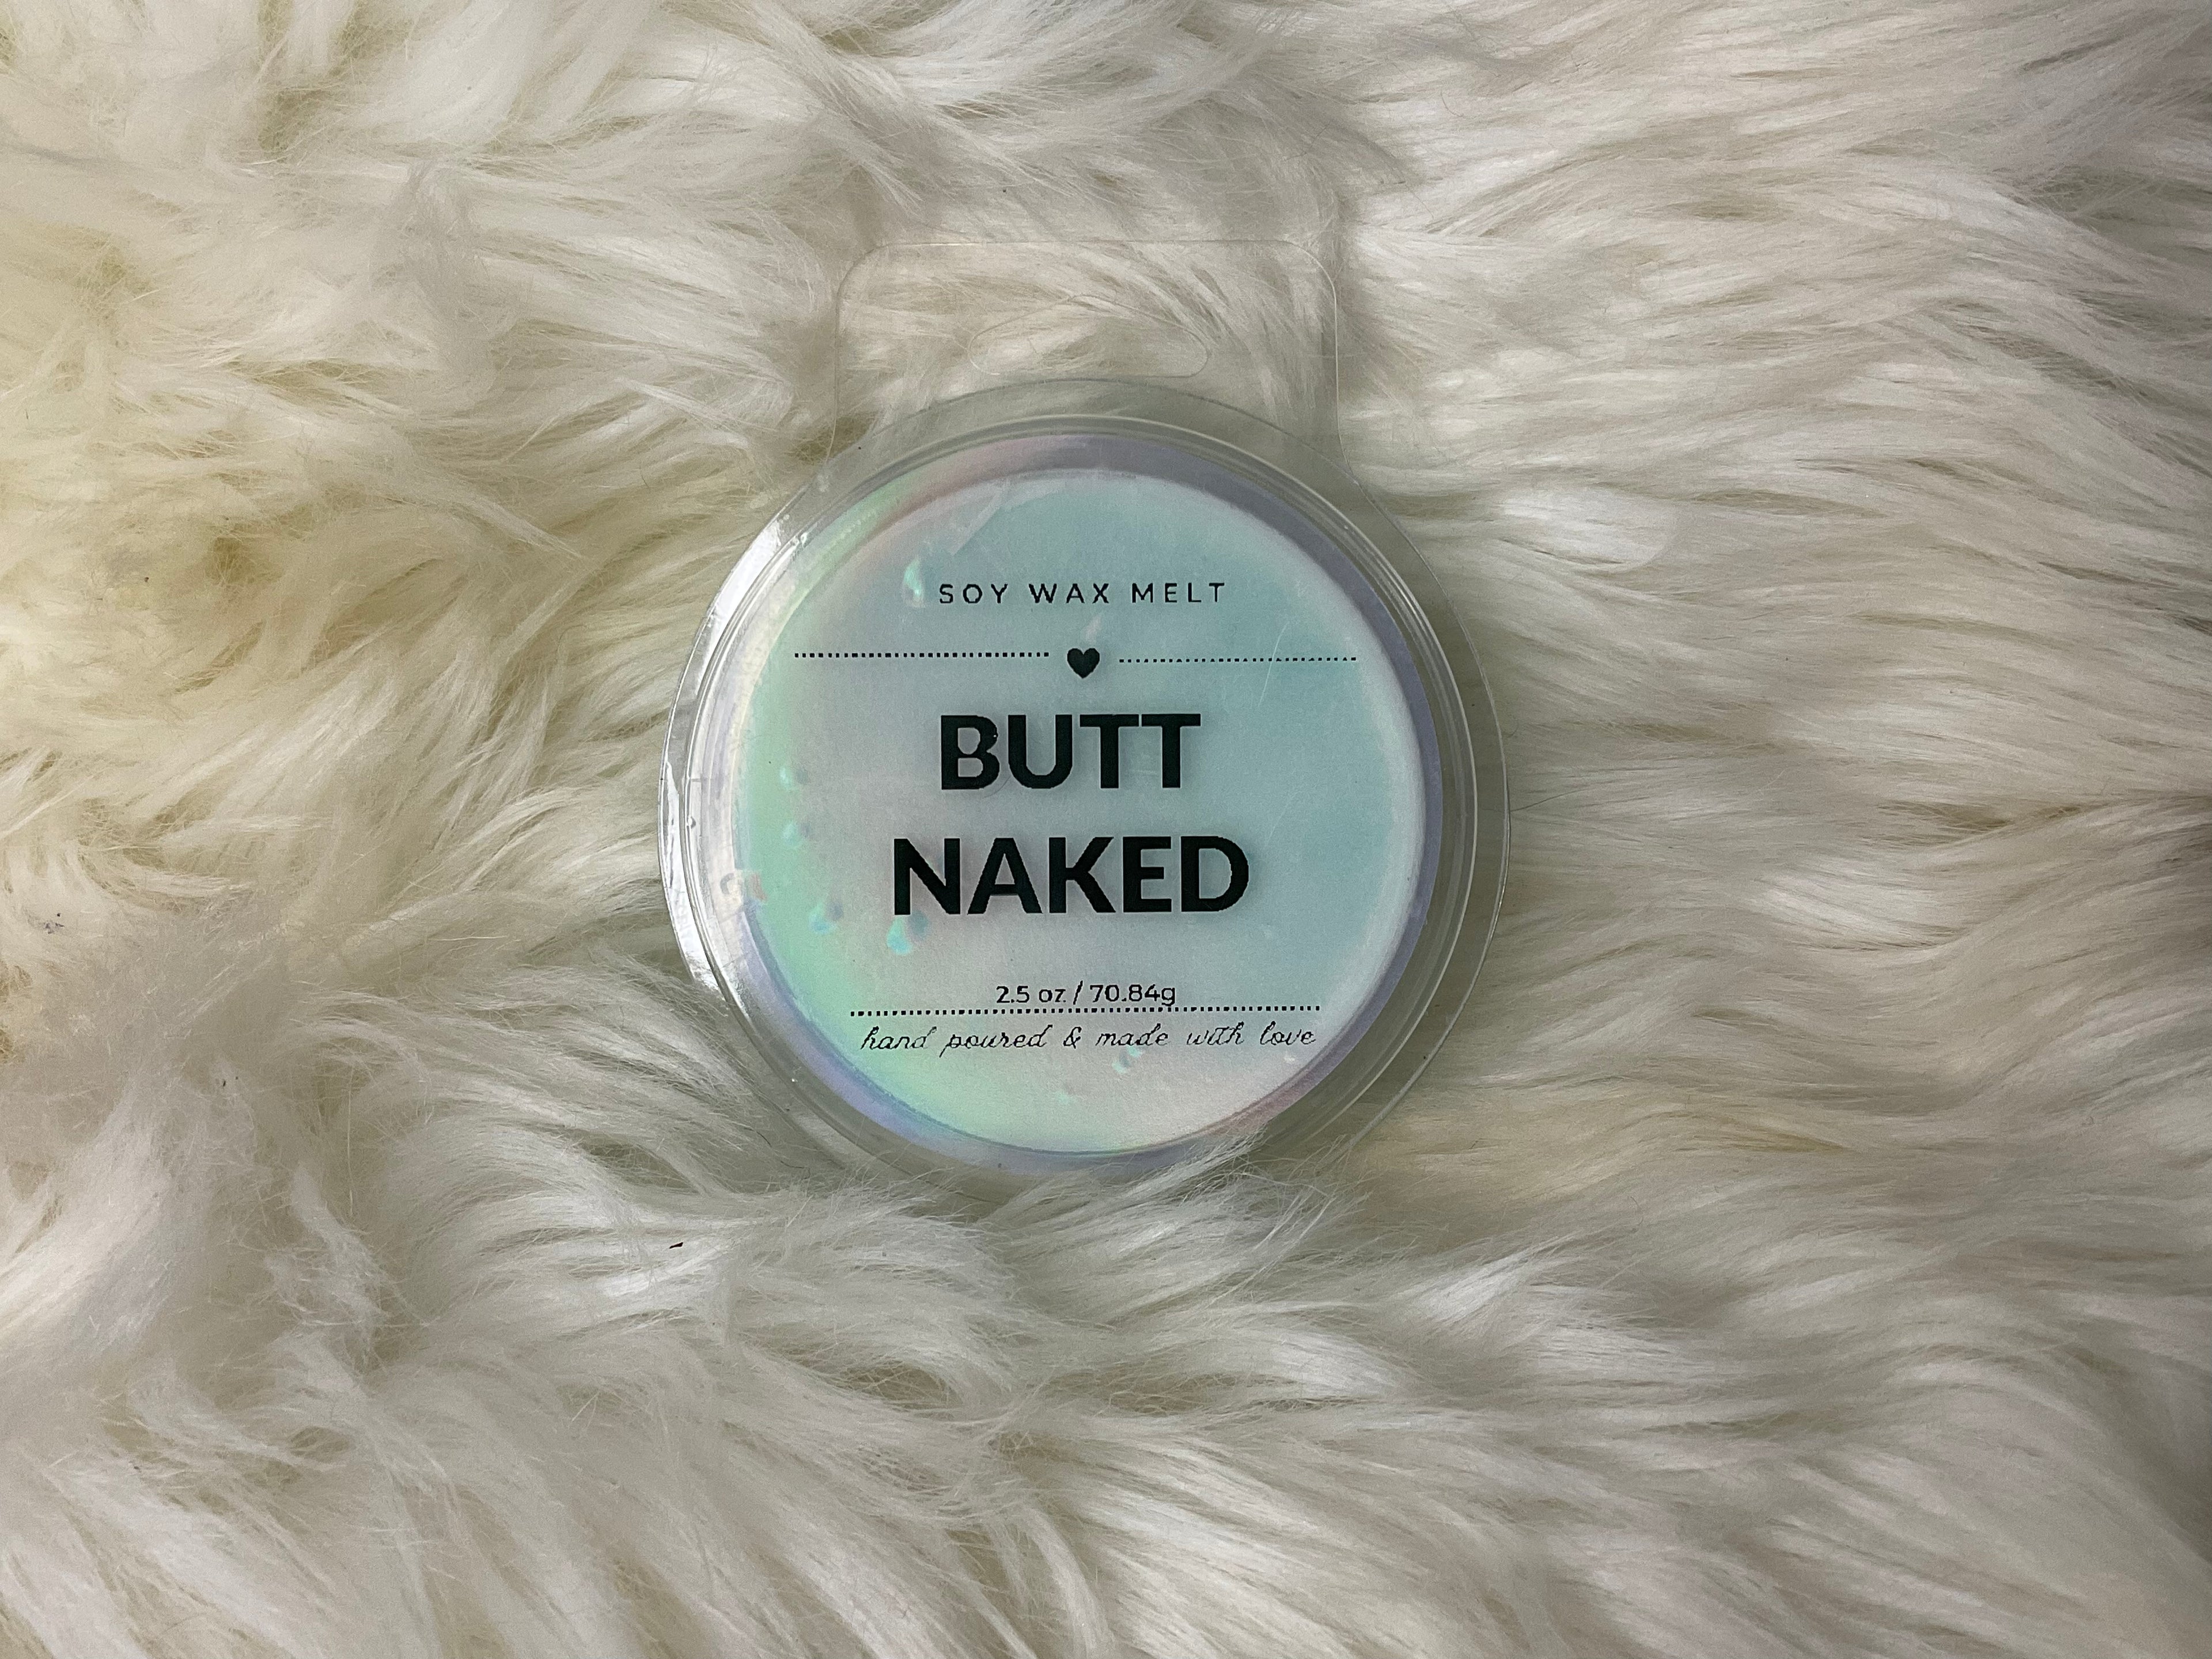 SOY WAX MELT
BUTT
NAKED
2.5 oz / 70.84g
hand poured & made with love